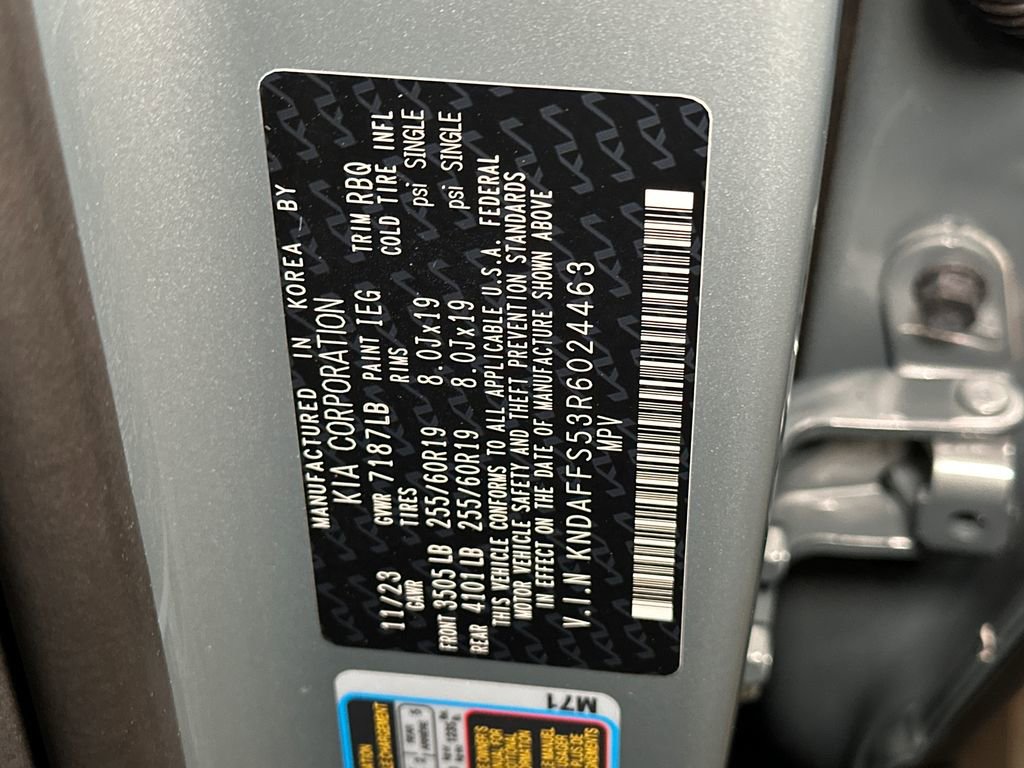 MANUFACTURED IN KOREA BY
KIA CORPORATION
11/23 GVWR 7187LB PAINT IEG TRIM RBQ
GAWR TIRES RIMS COLD TIRE INFL
FRONT 3505LB 255/60R19 8.0Jx19 psi SINGLE
REAR 4101LB 255/60R19 8.0Jx19 psi SINGLE
THIS VEHICLE CONFORMS TO ALL APPLICABLE U.S.A. FEDERAL
MOTOR VEHICLE SAFETY AND THEFT PREVENTION STANDARDS
IN EFFECT ON THE DATE OF MANUFACTURE SHOWN ABOVE
V.I.N KNDAFFS53R6024463
MPV
M71
REAR
ARRIERE 5